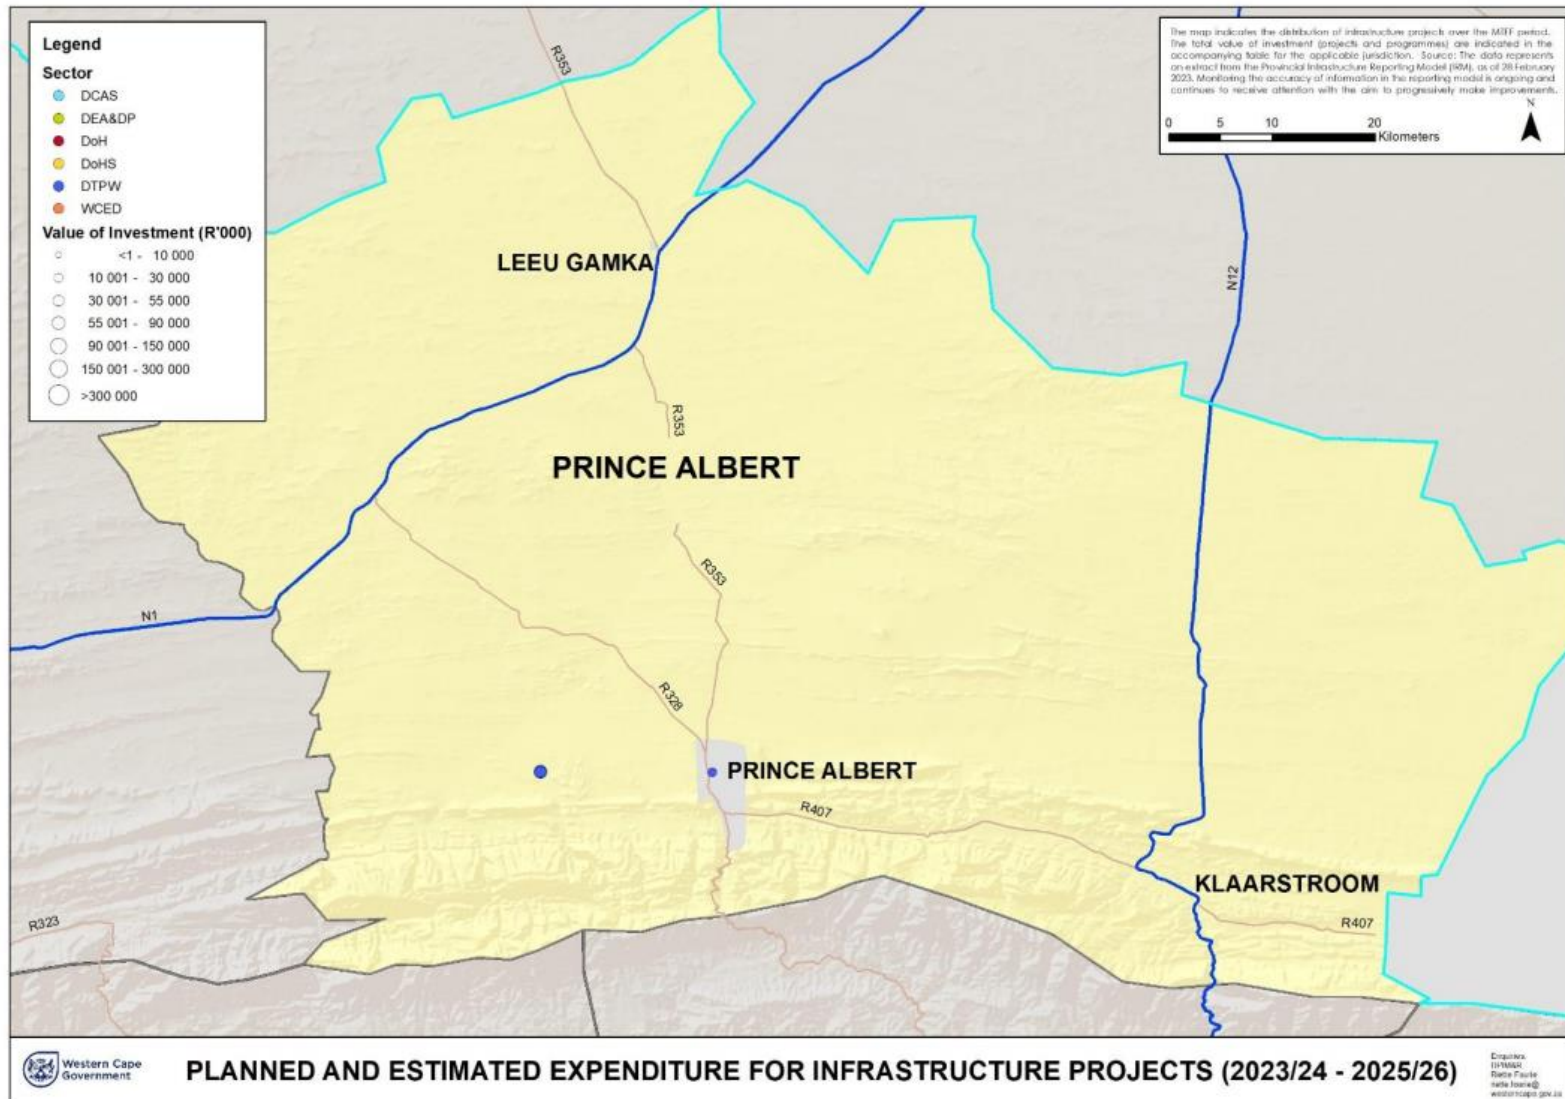 Legend
Sector
DCAS
DEA&DP
DoH
DoHS
DTPW
WCED
Value of Investment (R'000)
<1 - 10 000
10 001 - 30 000
30 001 - 55 000
55 001 - 90 000
90 001 - 150 000
150 001 - 300 000
>300 000
The map indicates the distribution of infrastructure projects over the MTEF period.
The total value of investment (projects and programmes) are indicated in the
accompanying table for the applicable jurisdiction. Source: The data represents
an extract from the Provincial Infrastructure Reporting Model (IRM), as of 28 February
2023. Monitoring the accuracy of information in the reporting model is ongoing and
continues to receive attention with the aim to progressively make improvements.
N
0 5 10 20
Kilometers
R353
LEEU GAMKA
N12
R353
PRINCE ALBERT
R353
N1
R328
PRINCE ALBERT
R407
KLAARSTROOM
R323
R407
Western Cape
Government
PLANNED AND ESTIMATED EXPENDITURE FOR INFRASTRUCTURE PROJECTS (2023/24 - 2025/26)
Enquiries
Riette Fourie
westerncape.gov.za